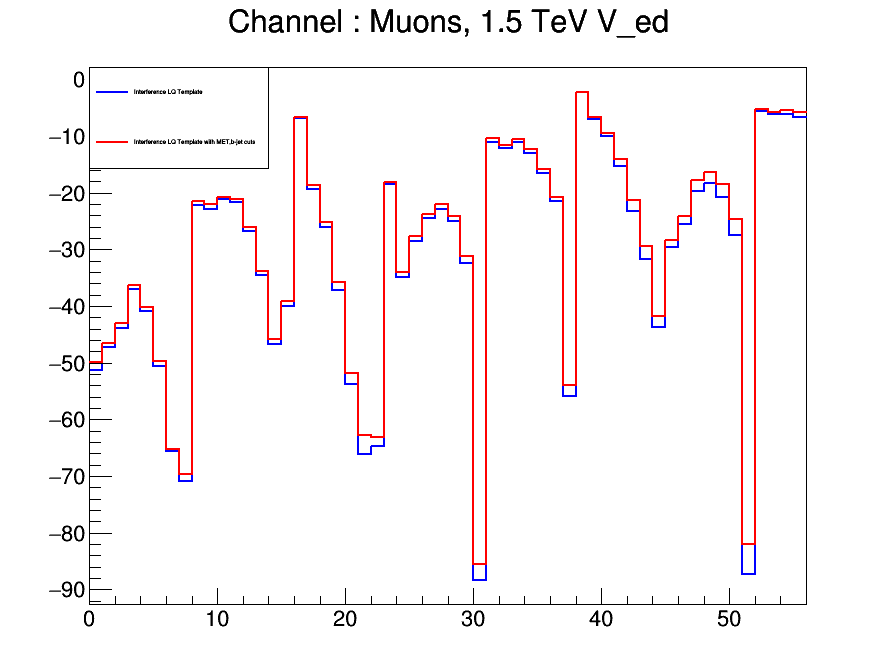 Channel : Muons, 1.5 TeV V_ed
Interference LQ Template
Interference LQ Template with MET,b-jet cuts
0
−10
−20
−30
−40
−50
−60
−70
−80
−90
0 10 20 30 40 50